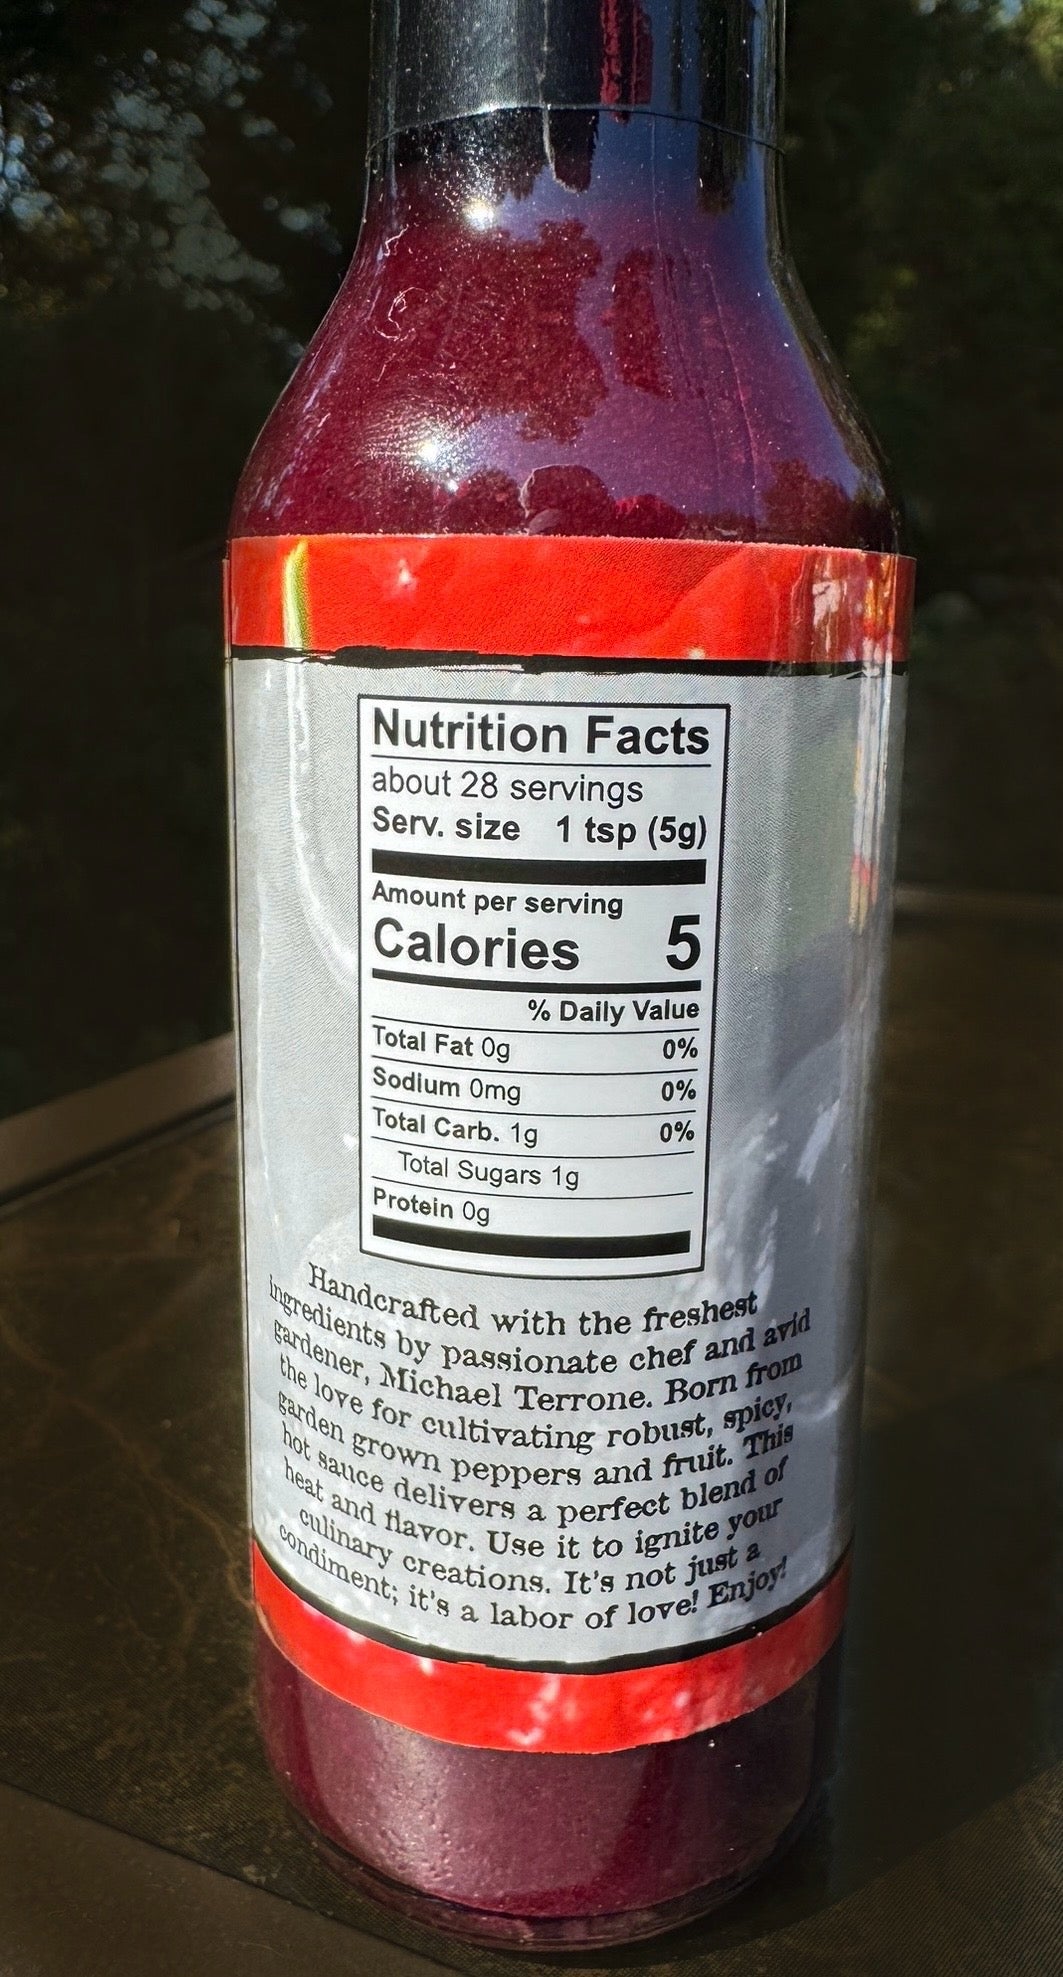 Nutrition Facts
about 28 servings
Serv. size 1 tsp (5g)
Amount per serving
Calories 5
% Daily Value
Total Fat 0g 0%
Sodium 0mg 0%
Total Carb. 1g 0%
Total Sugars 1g
Protein 0g
Handcrafted with the freshest
ingredients by passionate chef and avid
gardener, Michael Terrone. Born from
the love for cultivating robust, spicy,
garden grown peppers and fruit. This
hot sauce delivers a perfect blend of
heat and flavor. Use it to ignite your
culinary creations. It's not just a
condiment; it's a labor of love! Enjoy!